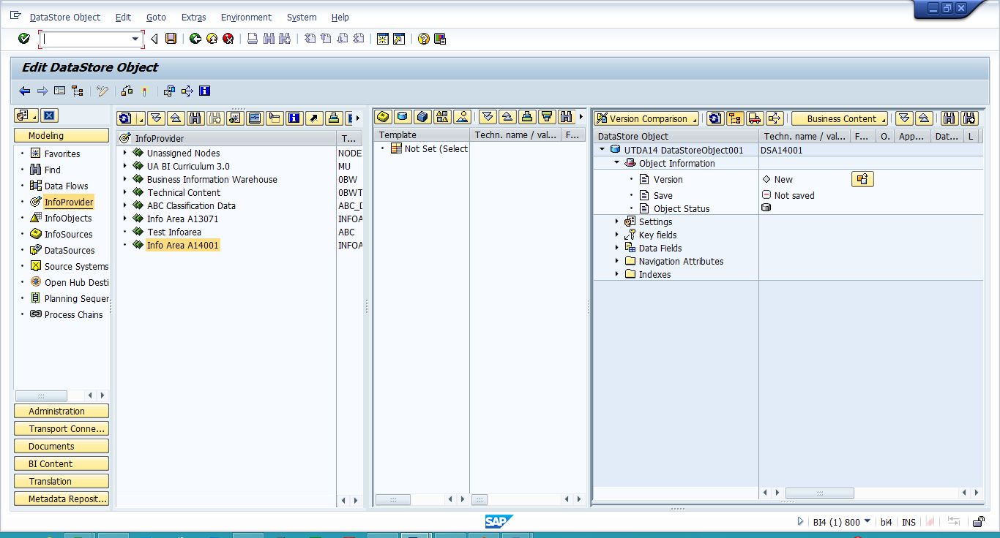 DataStore Object Edit Goto Extras Environment System Help
Edit DataStore Object
Modeling
Favorites
Find
Data Flows
InfoProvider
InfoObjects
InfoSources
DataSources
Source Systems
Open Hub Desti
Planning Sequer
Process Chains
Administration
Transport Conne...
Documents
BI Content
Translation
Metadata Reposit...
InfoProvider T...
Unassigned Nodes NODE
UA BI Curriculum 3.0 MU
Business Information Warehouse 0BW
Technical Content 0BWT
ABC Classification Data ABC_D
Info Area A13071 INFOA
Test Infoarea ABC
Info Area A14001 INFOA
Template Techn. name / val... F...
Not Set (Select
Version Comparison Business Content
DataStore Object Techn. name / val... F... O. App... Dat... L
UTDA14 DataStoreObject001 DSA14001
Object Information
Version New
Save Not saved
Object Status
Settings
Key fields
Data Fields
Navigation Attributes
Indexes
SAP
BI4 (1) 800 bi4 INS